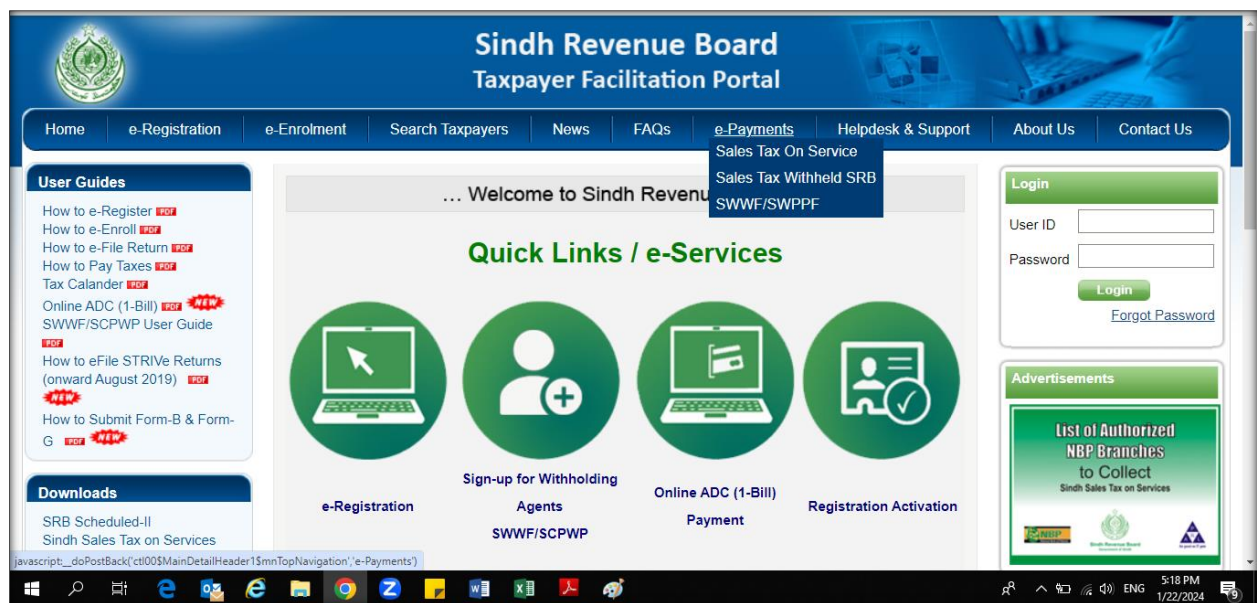 Sindh Revenue Board
Taxpayer Facilitation Portal
Home e-Registration e-Enrolment Search Taxpayers News FAQs e-Payments Helpdesk & Support About Us Contact Us
Sales Tax On Service
Sales Tax Withheld SRB
SWWF/SWPPF
User Guides
How to e-Register PDF
How to e-Enroll PDF
How to e-File Return PDF
How to Pay Taxes PDF
Tax Calander PDF
Online ADC (1-Bill) PDF NEW
SWWF/SCPWP User Guide
PDF
How to eFile STRIVe Returns
(onward August 2019) PDF
NEW
How to Submit Form-B & Form-
G PDF NEW
Downloads
SRB Scheduled-II
Sindh Sales Tax on Services
... Welcome to Sindh Revenu
Quick Links / e-Services
e-Registration
Sign-up for Withholding
Agents
SWWF/SCPWP
Online ADC (1-Bill)
Payment
Registration Activation
Login
User ID
Password
Login
Forgot Password
Advertisements
List of Authorized
NBP Branches
to Collect
Sindh Sales Tax on Services
NBP
javascript:__doPostBack('ctl00$MainDetailHeader1$mnTopNavigation','e-Payments')
ENG
5:18 PM
1/22/2024
9